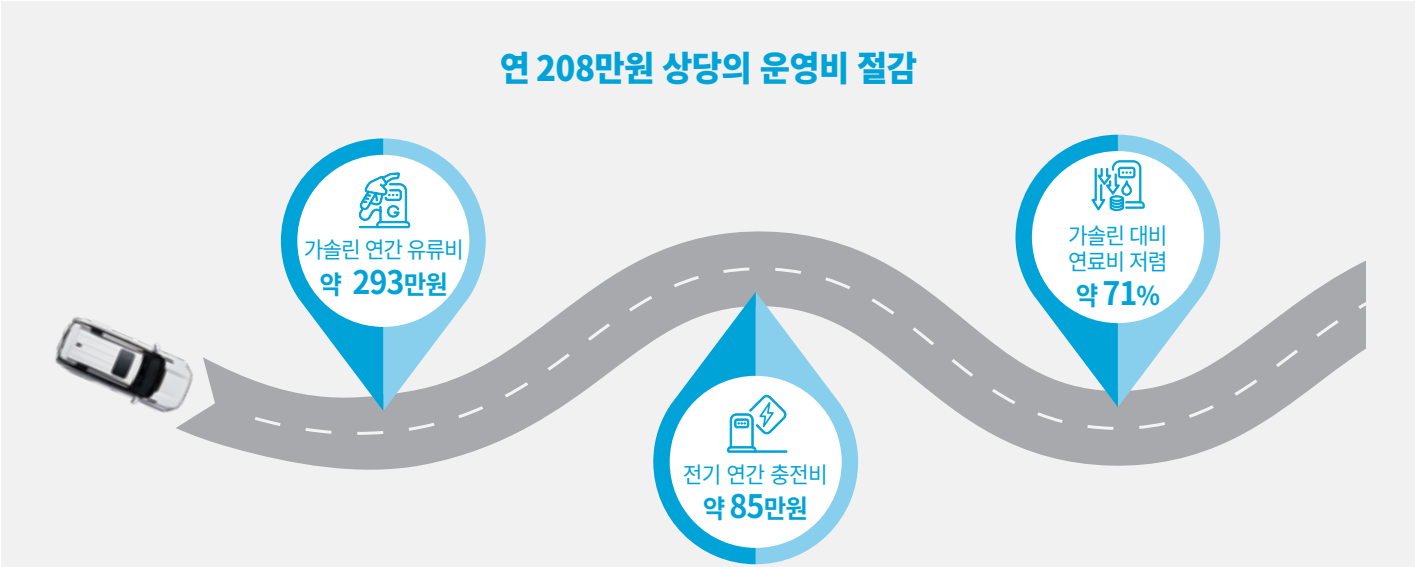 연 208만원 상당의 운영비 절감
G
가솔린 연간 유류비
약 293만원
전기 연간 충전비
약 85만원
가솔린 대비
연료비 저렴
약 71%